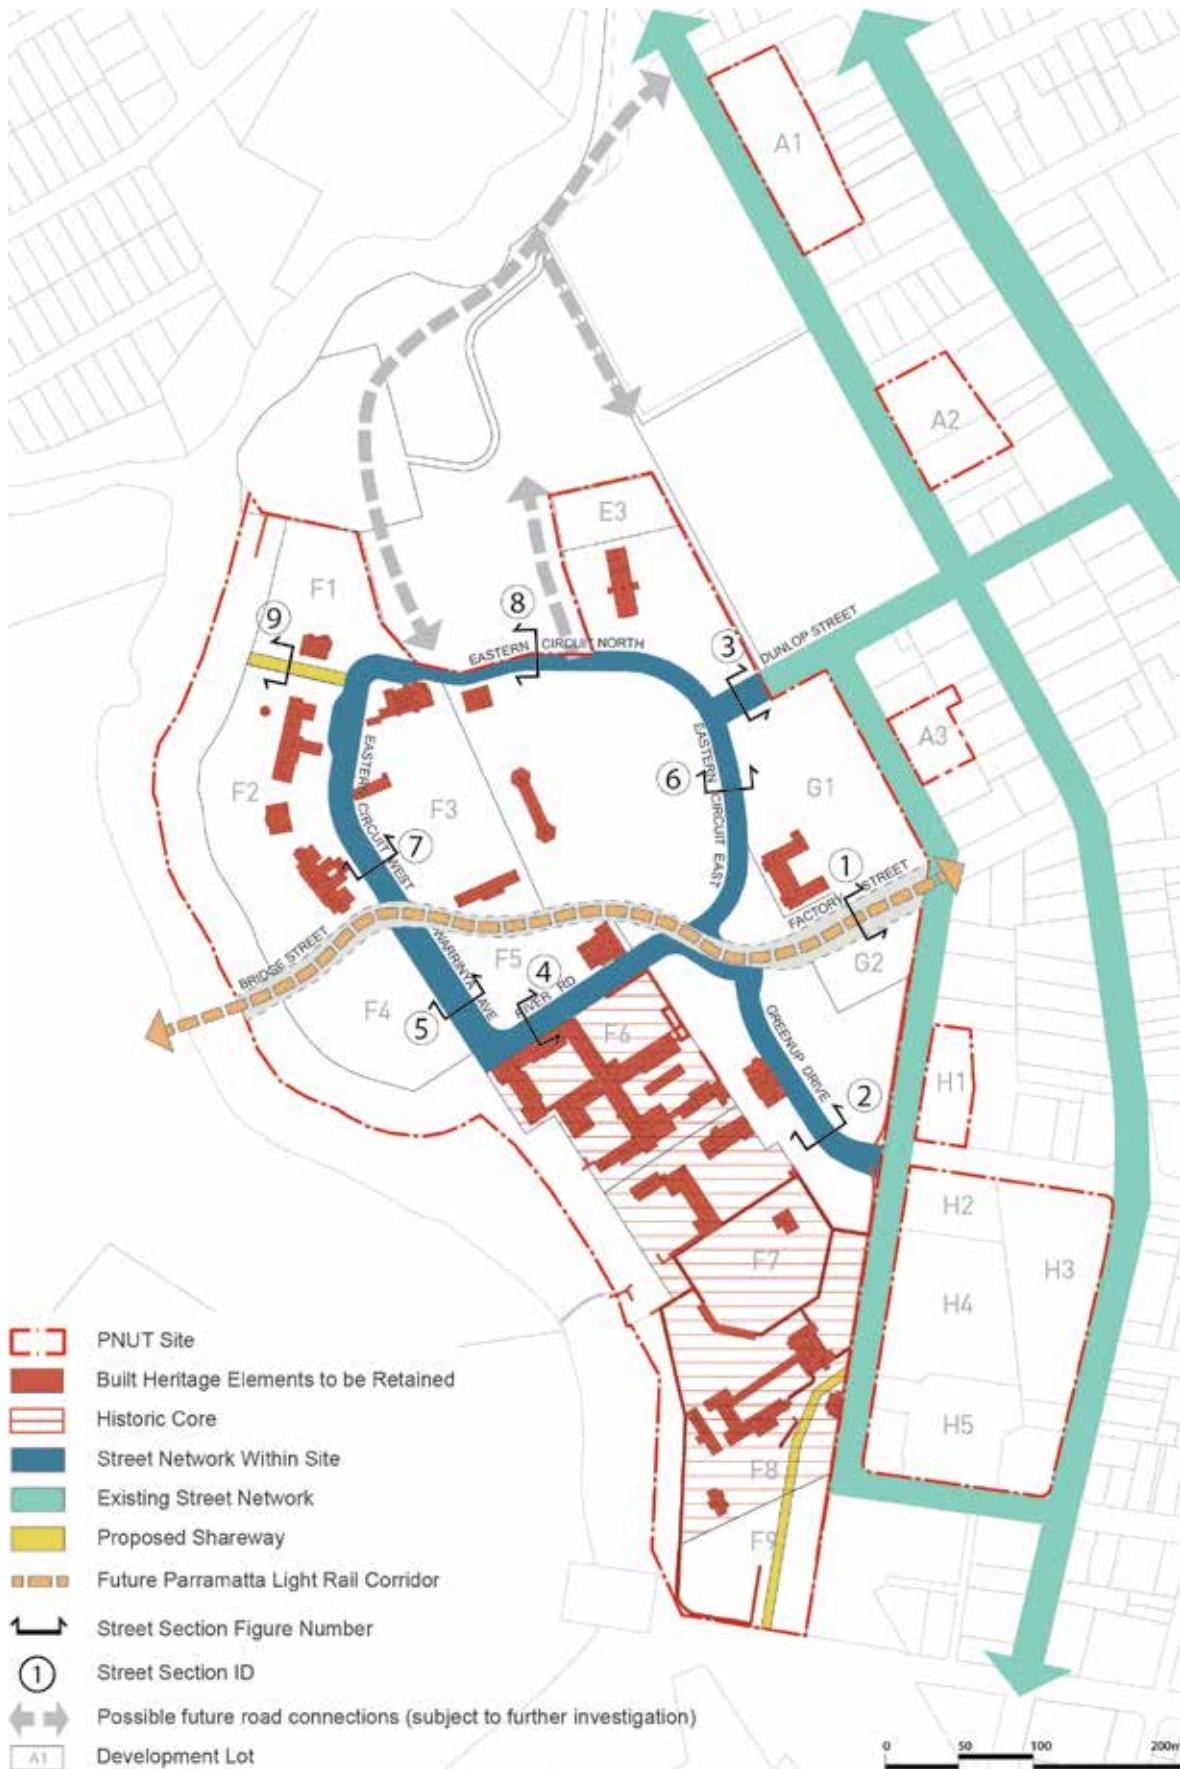 A1
A2
E3
F1
8
9
EASTERN CIRCUIT NORTH
3
DUNLOP STREET
A3
EASTERN CIRCUIT WEST
EASTERN CIRCUIT EAST
6
G1
F2
F3
7
1
FACTORY STREET
BRIDGE STREET
WARRINYA AVE
F5
4
RIVER RD
G2
F4
5
F6
GREENUP DRIVE
H1
2
H2
F7
H3
H4
H5
F8
F9
PNUT Site
Built Heritage Elements to be Retained
Historic Core
Street Network Within Site
Existing Street Network
Proposed Shareway
Future Parramatta Light Rail Corridor
Street Section Figure Number
1 Street Section ID
Possible future road connections (subject to further investigation)
A1 Development Lot
0 50 100 200m